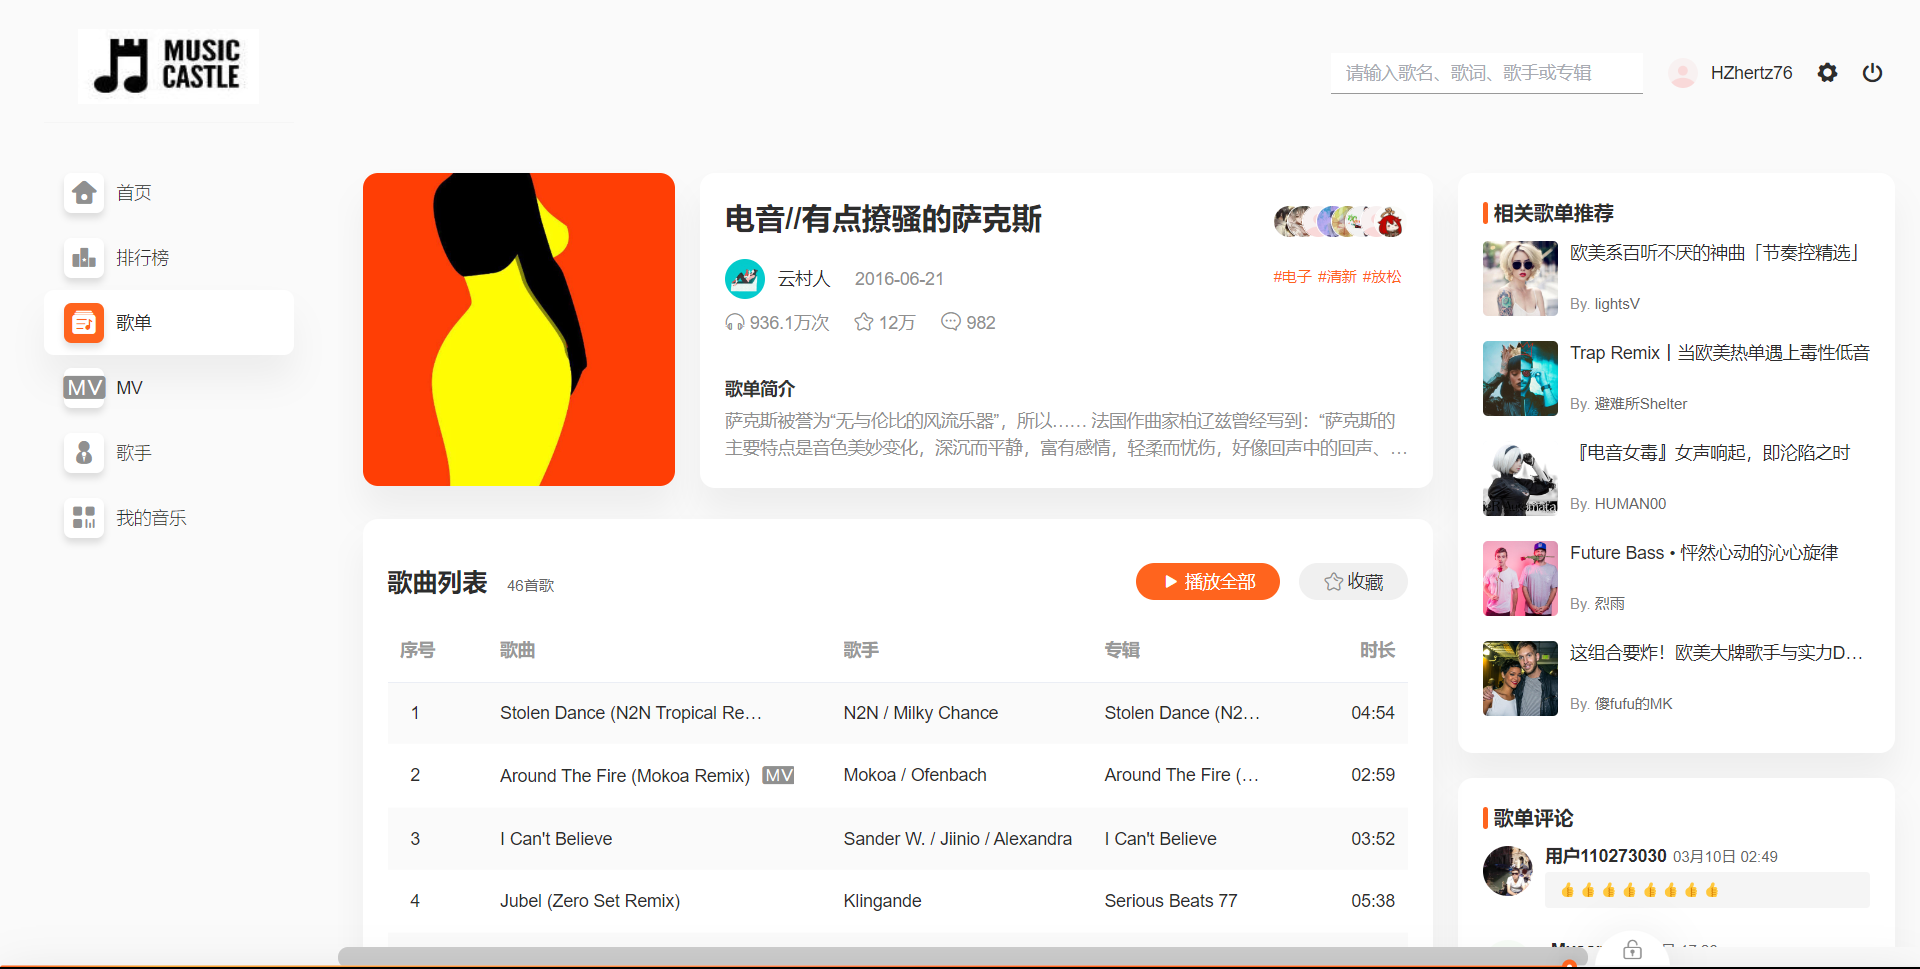 MUSIC
CASTLE
请输入歌名、歌词、歌手或专辑
HZhertz76
首页
排行榜
歌单
MV MV
歌手
我的音乐
电音//有点撩骚的萨克斯
云村人 2016-06-21
#电子 #清新 #放松
936.1万次 12万 982
歌单简介
萨克斯被誉为“无与伦比的风流乐器”，所以…… 法国作曲家柏辽兹曾经写到：“萨克斯的
主要特点是音色美妙变化，深沉而平静，富有感情，轻柔而忧伤，好像回声中的回声、…
歌曲列表 46首歌
播放全部 收藏
序号 歌曲 歌手 专辑 时长
1 Stolen Dance (N2N Tropical Re… N2N / Milky Chance Stolen Dance (N2… 04:54
2 Around The Fire (Mokoa Remix) MV Mokoa / Ofenbach Around The Fire (… 02:59
3 I Can't Believe Sander W. / Jiinio / Alexandra I Can't Believe 03:52
4 Jubel (Zero Set Remix) Klingande Serious Beats 77 05:38
相关歌单推荐
欧美系百听不厌的神曲「节奏控精选」
By. lightsV
Trap Remix丨当欧美热单遇上毒性低音
By. 避难所Shelter
『电音女毒』女声响起，即沦陷之时
By. HUMAN00
Future Bass • 怦然心动的沁心旋律
By. 烈雨
这组合要炸！欧美大牌歌手与实力D…
By. 傻fufu的MK
歌单评论
用户110273030 03月10日 02:49
👍 👍 👍 👍 👍 👍 👍 👍